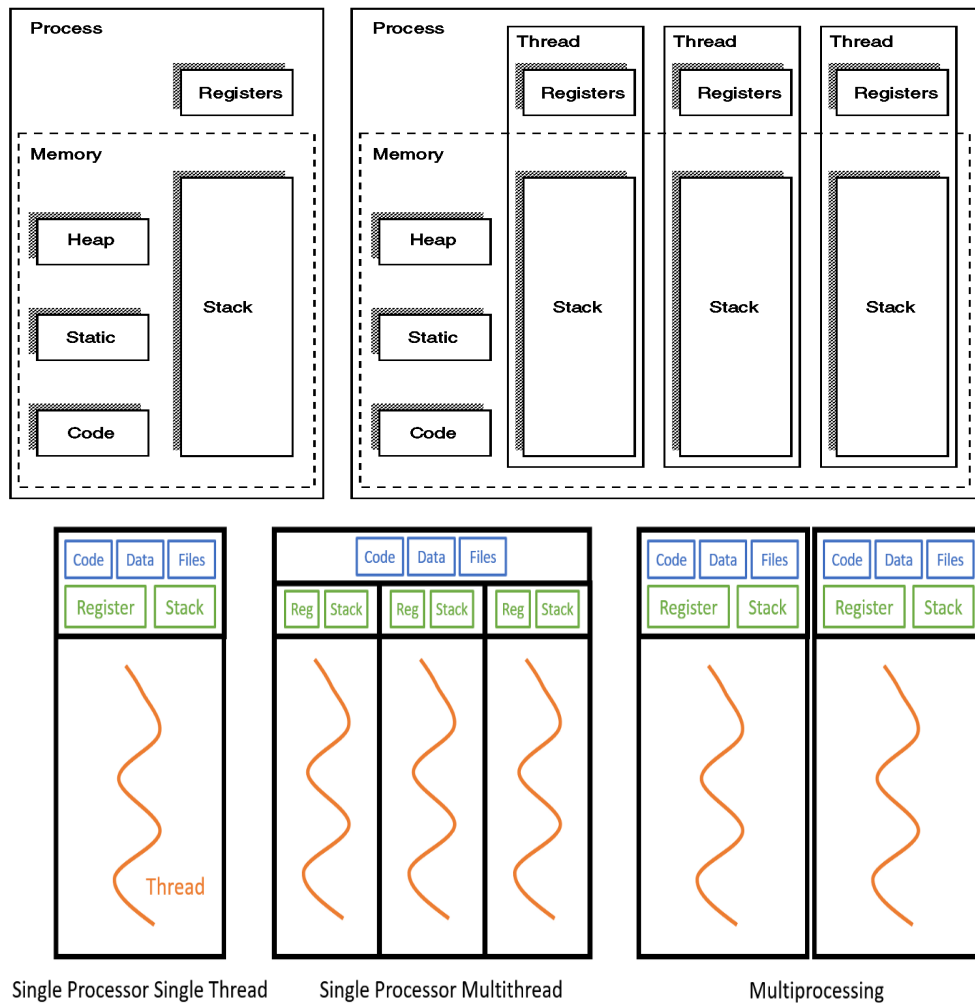 Process
Registers
Memory
Heap
Static
Code
Stack
Process
Thread
Thread
Thread
Registers
Registers
Registers
Memory
Heap
Static
Code
Stack
Stack
Stack
Code Data Files
Register Stack
Thread
Single Processor Single Thread
Code Data Files
Reg Stack Reg Stack Reg Stack
Single Processor Multithread
Code Data Files
Register Stack
Code Data Files
Register Stack
Multiprocessing